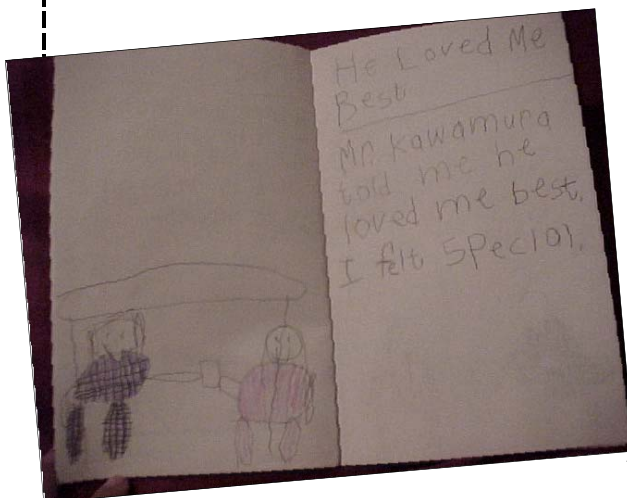 He Loved Me
Best
Mr. Kawamura
told me he
loved me best.
I felt special.